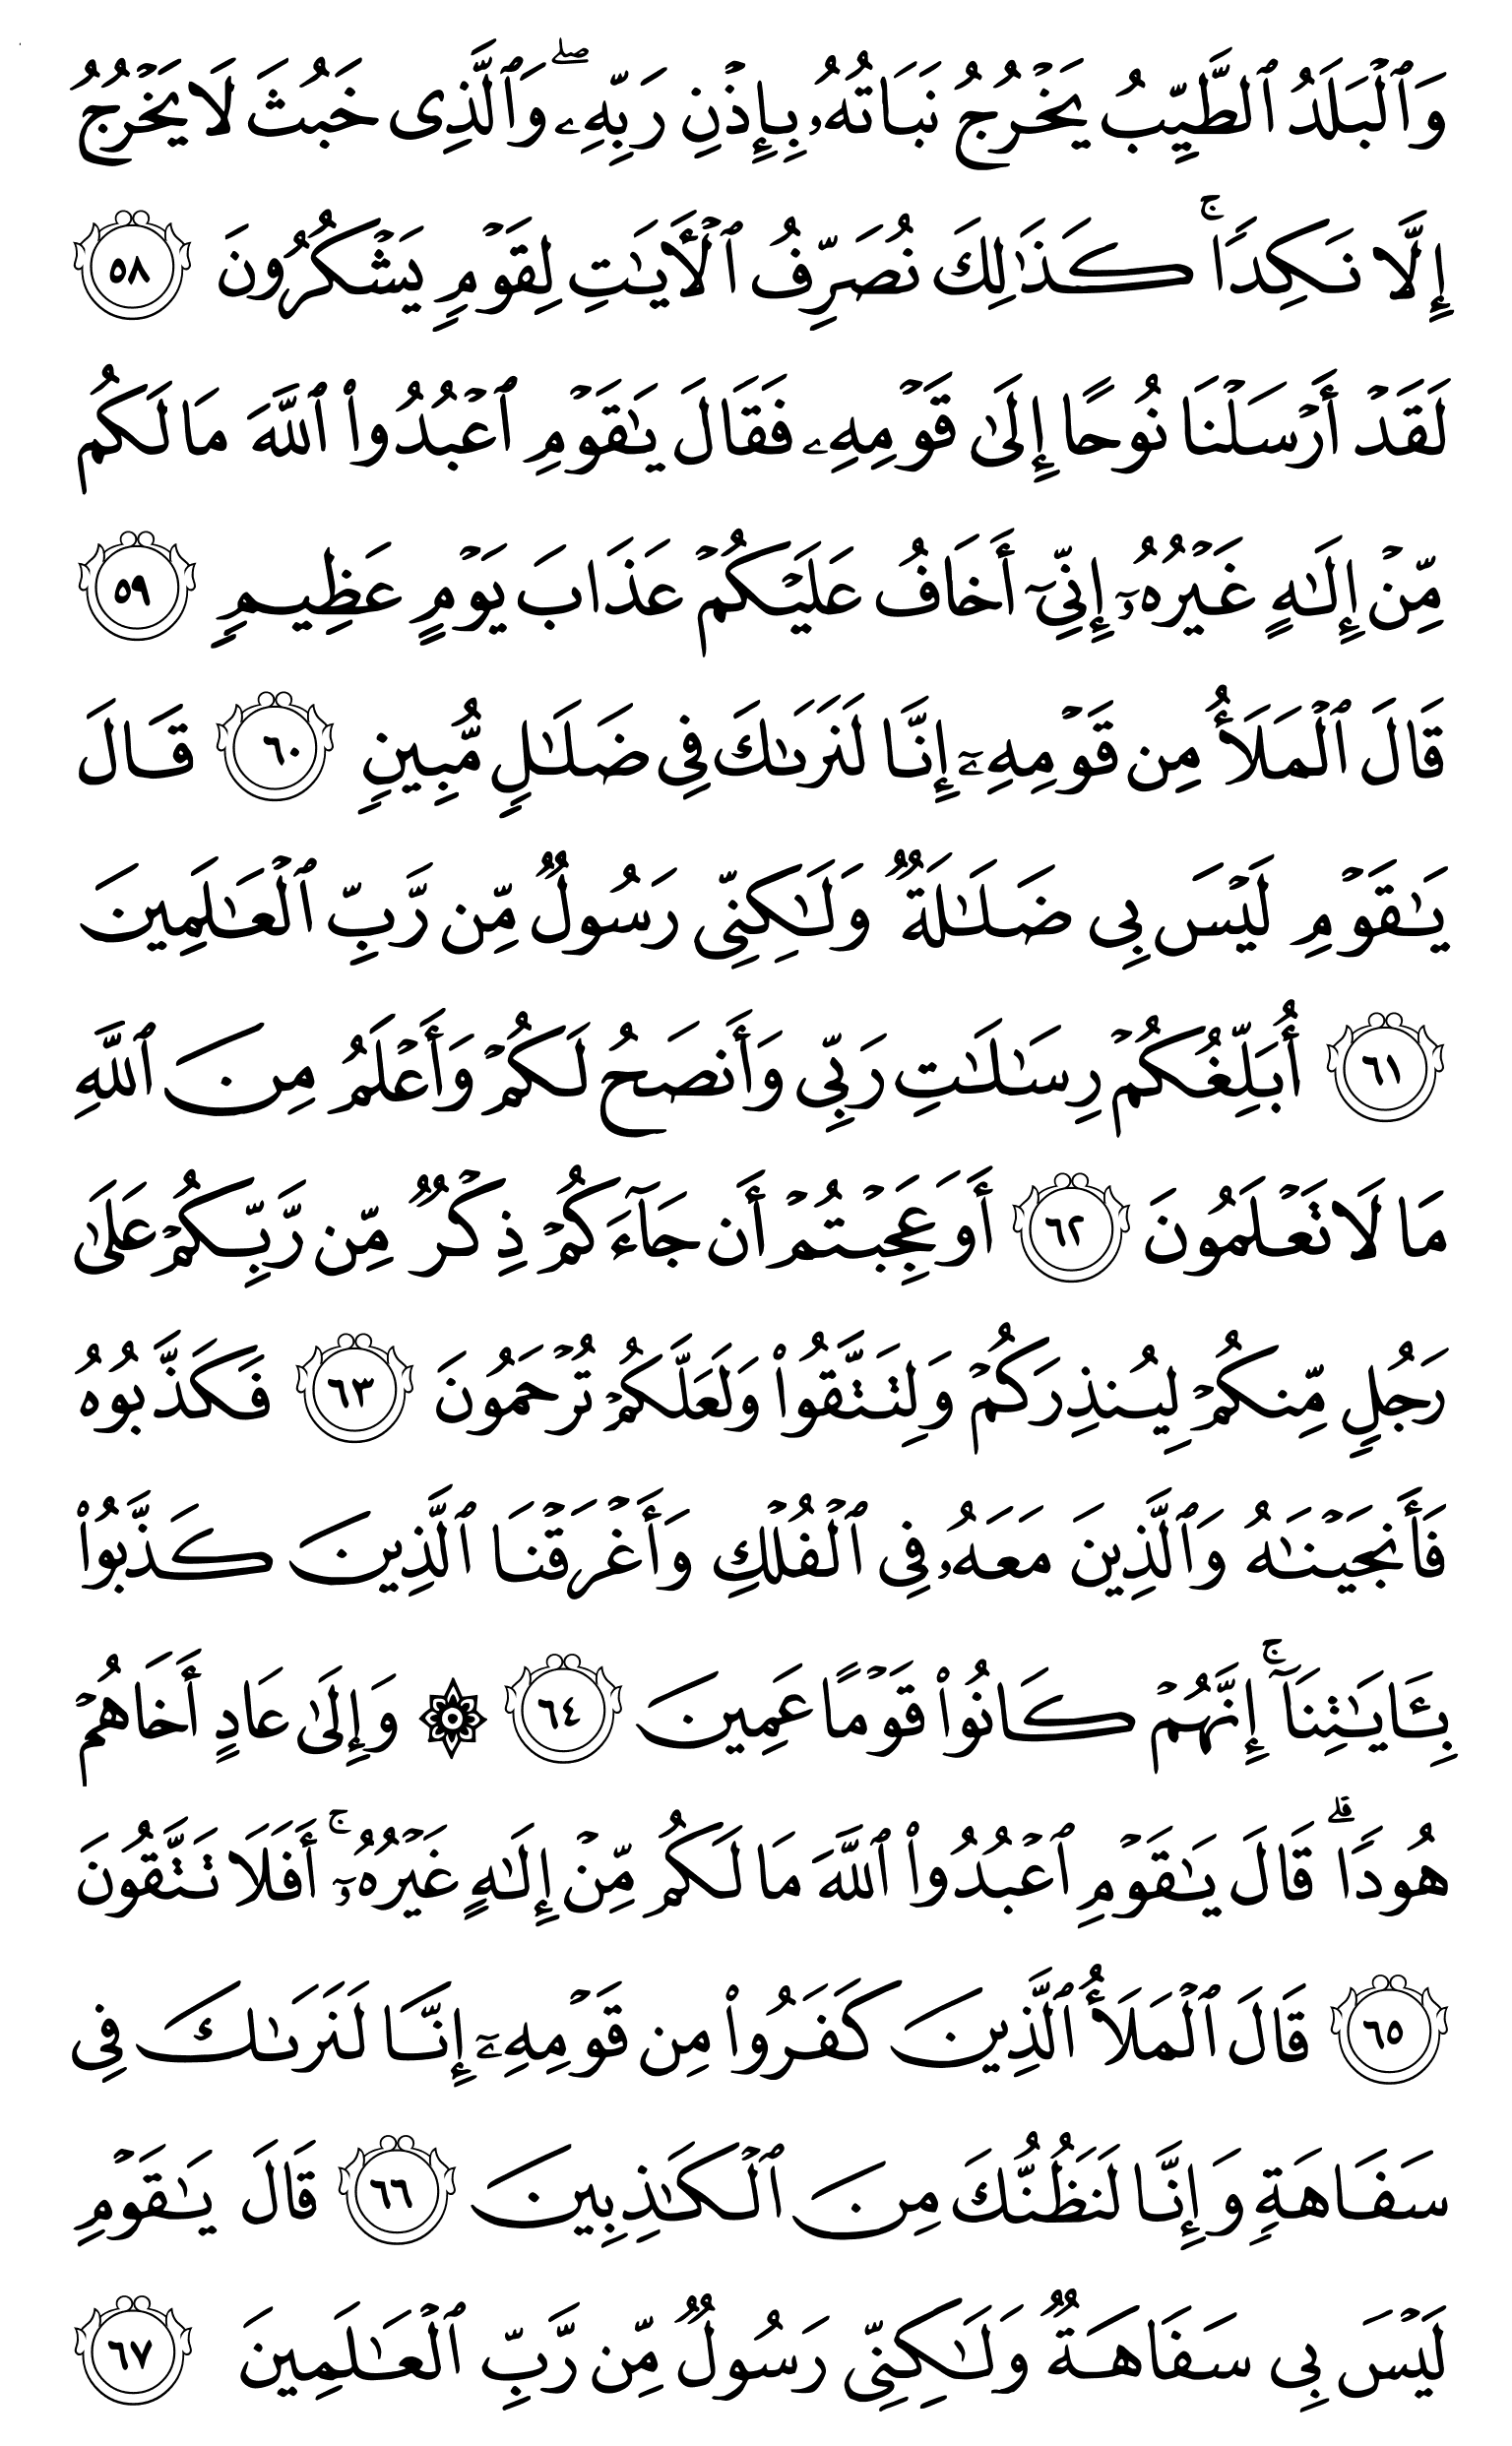 وَٱلۡبَلَدُ ٱلطَّيِّبُ يَخۡرُجُ نَبَاتُهُۥ بِإِذۡنِ رَبِّهِۦۖ وَٱلَّذِي خَبُثَ لَا يَخۡرُجُ
إِلَّا نَكِدٗاۚ كَذَٰلِكَ نُصَرِّفُ ٱلۡأٓيَٰتِ لِقَوۡمٖ يَشۡكُرُونَ ٥٨
لَقَدۡ أَرۡسَلۡنَا نُوحًا إِلَىٰ قَوۡمِهِۦ فَقَالَ يَٰقَوۡمِ ٱعۡبُدُواْ ٱللَّهَ مَا لَكُم
مِّنۡ إِلَٰهٍ غَيۡرُهُۥٓ إِنِّيٓ أَخَافُ عَلَيۡكُمۡ عَذَابَ يَوۡمٍ عَظِيمٖ ٥٩
قَالَ ٱلۡمَلَأُ مِن قَوۡمِهِۦٓ إِنَّا لَنَرَىٰكَ فِي ضَلَٰلٖ مُّبِينٖ ٦٠ قَالَ
يَٰقَوۡمِ لَيۡسَ بِي ضَلَٰلَةٞ وَلَٰكِنِّي رَسُولٞ مِّن رَّبِّ ٱلۡعَٰلَمِينَ
٦١ أُبَلِّغُكُمۡ رِسَٰلَٰتِ رَبِّي وَأَنصَحُ لَكُمۡ وَأَعۡلَمُ مِنَ ٱللَّهِ
مَا لَا تَعۡلَمُونَ ٦٢ أَوَعَجِبۡتُمۡ أَن جَآءَكُمۡ ذِكۡرٞ مِّن رَّبِّكُمۡ عَلَىٰ
رَجُلٖ مِّنكُمۡ لِيُنذِرَكُمۡ وَلِتَتَّقُواْ وَلَعَلَّكُمۡ تُرۡحَمُونَ ٦٣ فَكَذَّبُوهُ
فَأَنجَيۡنَٰهُ وَٱلَّذِينَ مَعَهُۥ فِي ٱلۡفُلۡكِ وَأَغۡرَقۡنَا ٱلَّذِينَ كَذَّبُواْ
بِـَٔايَٰتِنَآۚ إِنَّهُمۡ كَانُواْ قَوۡمًا عَمِينَ ٦٤ ۞ وَإِلَىٰ عَادٍ أَخَاهُمۡ
هُودٗاۗ قَالَ يَٰقَوۡمِ ٱعۡبُدُواْ ٱللَّهَ مَا لَكُم مِّنۡ إِلَٰهٍ غَيۡرُهُۥٓۚ أَفَلَا تَتَّقُونَ
٦٥ قَالَ ٱلۡمَلَأُ ٱلَّذِينَ كَفَرُواْ مِن قَوۡمِهِۦٓ إِنَّا لَنَرَىٰكَ فِي
سَفَاهَةٖ وَإِنَّا لَنَظُنُّكَ مِنَ ٱلۡكَٰذِبِينَ ٦٦ قَالَ يَٰقَوۡمِ
لَيۡسَ بِي سَفَاهَةٞ وَلَٰكِنِّي رَسُولٞ مِّن رَّبِّ ٱلۡعَٰلَمِينَ ٦٧